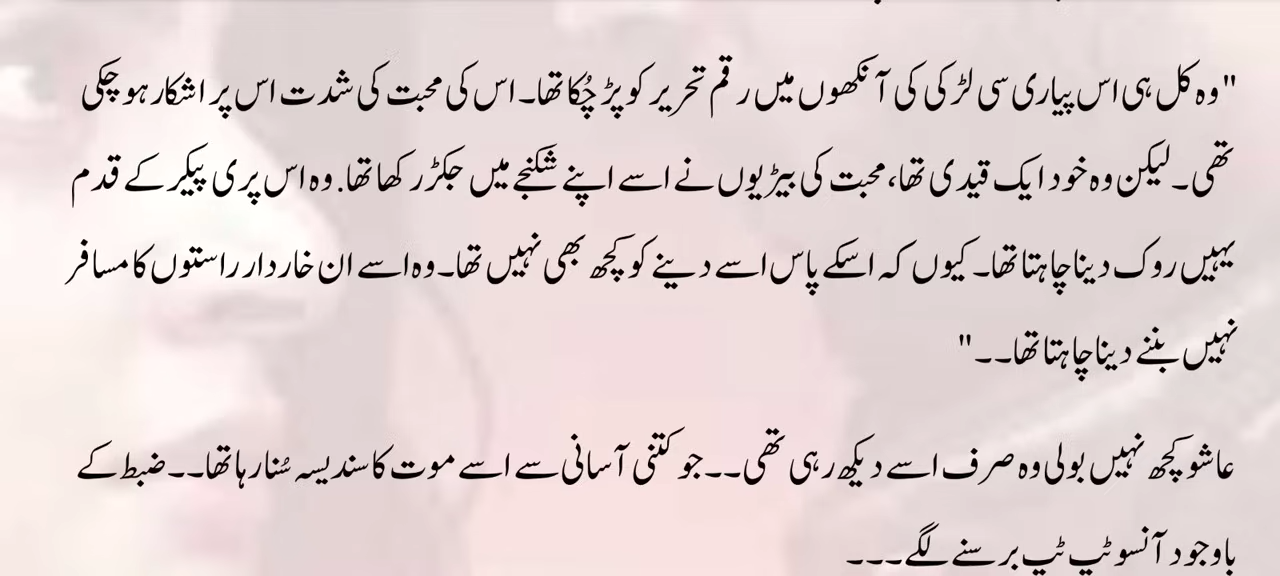 "وہ کل ہی اس پیاری سی لڑکی کی آنکھوں میں رقم تحریر کو پڑ چُکا تھا۔ اس کی محبت کی شدت اس پر اشکار ہو چکی
تھی۔ لیکن وہ خود ایک قیدی تھا، محبت کی بیڑیوں نے اسے اپنے شکنجے میں جکڑ رکھا تھا. وہ اس پری پیکر کے قدم
یہیں روک دینا چاہتا تھا۔ کیوں کہ اسکے پاس اسے دینے کو کچھ بھی نہیں تھا۔ وہ اسے ان خاردار راستوں کا مسافر
نہیں بننے دینا چاہتا تھا۔۔"
عاشو کچھ نہیں بولی وہ صرف اسے دیکھ رہی تھی۔۔ جو کتنی آسانی سے اسے موت کا سندیسہ سُنا رہا تھا۔۔ ضبط کے
باوجود آنسو ٹپ ٹپ برسنے لگے۔۔۔